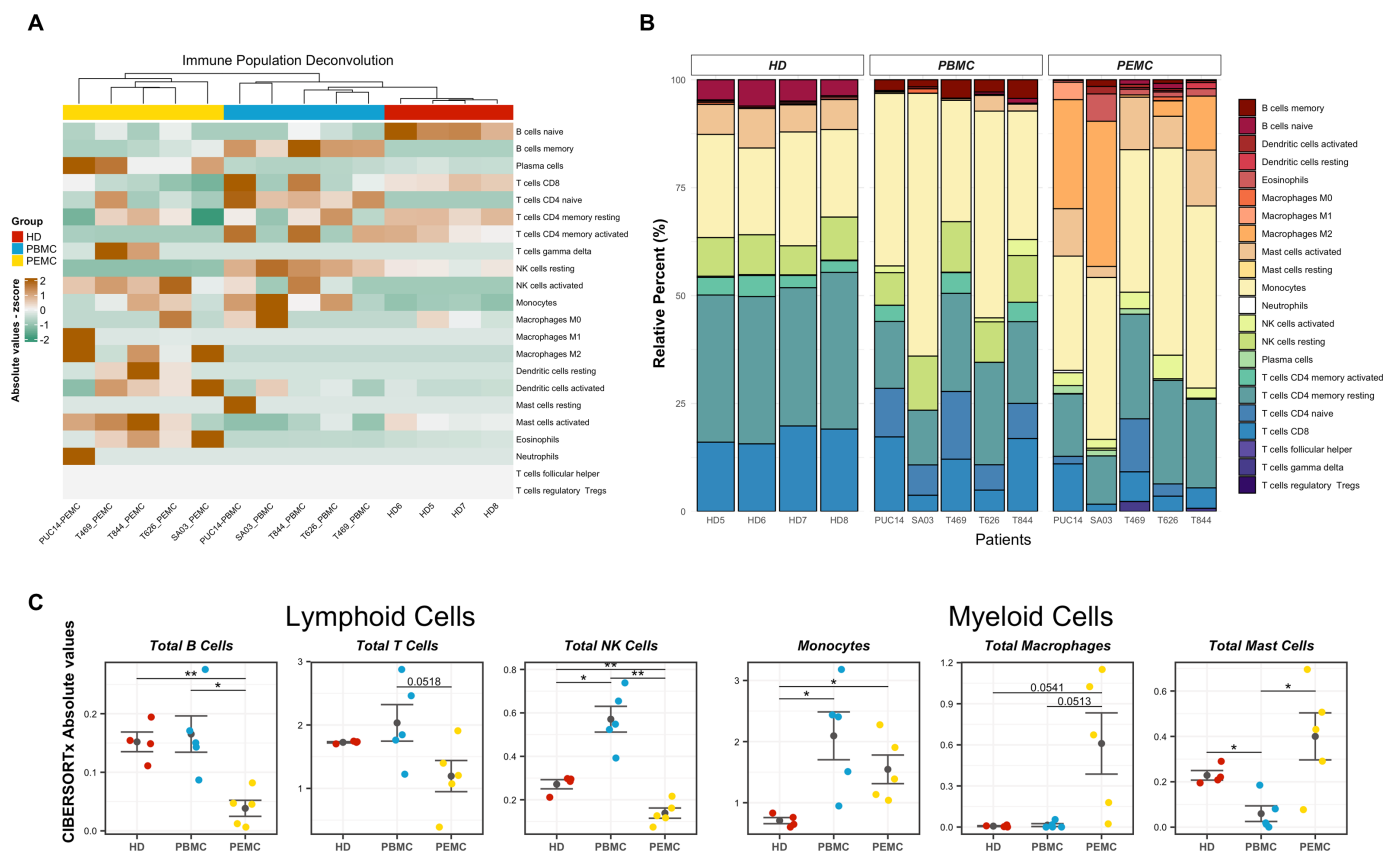 A
Immune Population Deconvolution
B cells naive
B cells memory
Plasma cells
T cells CD8
T cells CD4 naive
T cells CD4 memory resting
T cells CD4 memory activated
T cells gamma delta
NK cells resting
NK cells activated
Monocytes
Macrophages M0
Macrophages M1
Macrophages M2
Dendritic cells resting
Dendritic cells activated
Mast cells resting
Mast cells activated
Eosinophils
Neutrophils
T cells follicular helper
T cells regulatory Tregs
Group
HD
PBMC
PEMC
Absolute values - zscore
2
1
0
-1
-2
PUC14-PEMC
T469_PEMC
T844_PEMC
T626_PEMC
SA03_PEMC
PUC14-PBMC
SA03_PBMC
T844_PBMC
T626_PBMC
T469_PBMC
HD6
HD5
HD7
HD8
B
HD
PBMC
PEMC
Relative Percent (%)
100
75
50
25
0
HD5 HD6 HD7 HD8
PUC14 SA03 T469 T626 T844
PUC14 SA03 T469 T626 T844
Patients
B cells memory
B cells naive
Dendritic cells activated
Dendritic cells resting
Eosinophils
Macrophages M0
Macrophages M1
Macrophages M2
Mast cells activated
Mast cells resting
Monocytes
Neutrophils
NK cells activated
NK cells resting
Plasma cells
T cells CD4 memory activated
T cells CD4 memory resting
T cells CD4 naive
T cells CD8
T cells follicular helper
T cells gamma delta
T cells regulatory Tregs
C
Lymphoid Cells
Myeloid Cells
CIBERSORTx Absolute values
Total B Cells
**
*
0.2
0.1
0.0
HD PBMC PEMC
Total T Cells
0.0518
3
2
1
HD PBMC PEMC
Total NK Cells
**
*
**
0.8
0.6
0.4
0.2
HD PBMC PEMC
Monocytes
*
*
3
2
1
HD PBMC PEMC
Total Macrophages
0.0541
0.0513
1.2
0.9
0.6
0.3
0.0
HD PBMC PEMC
Total Mast Cells
*
*
0.6
0.4
0.2
0.0
HD PBMC PEMC